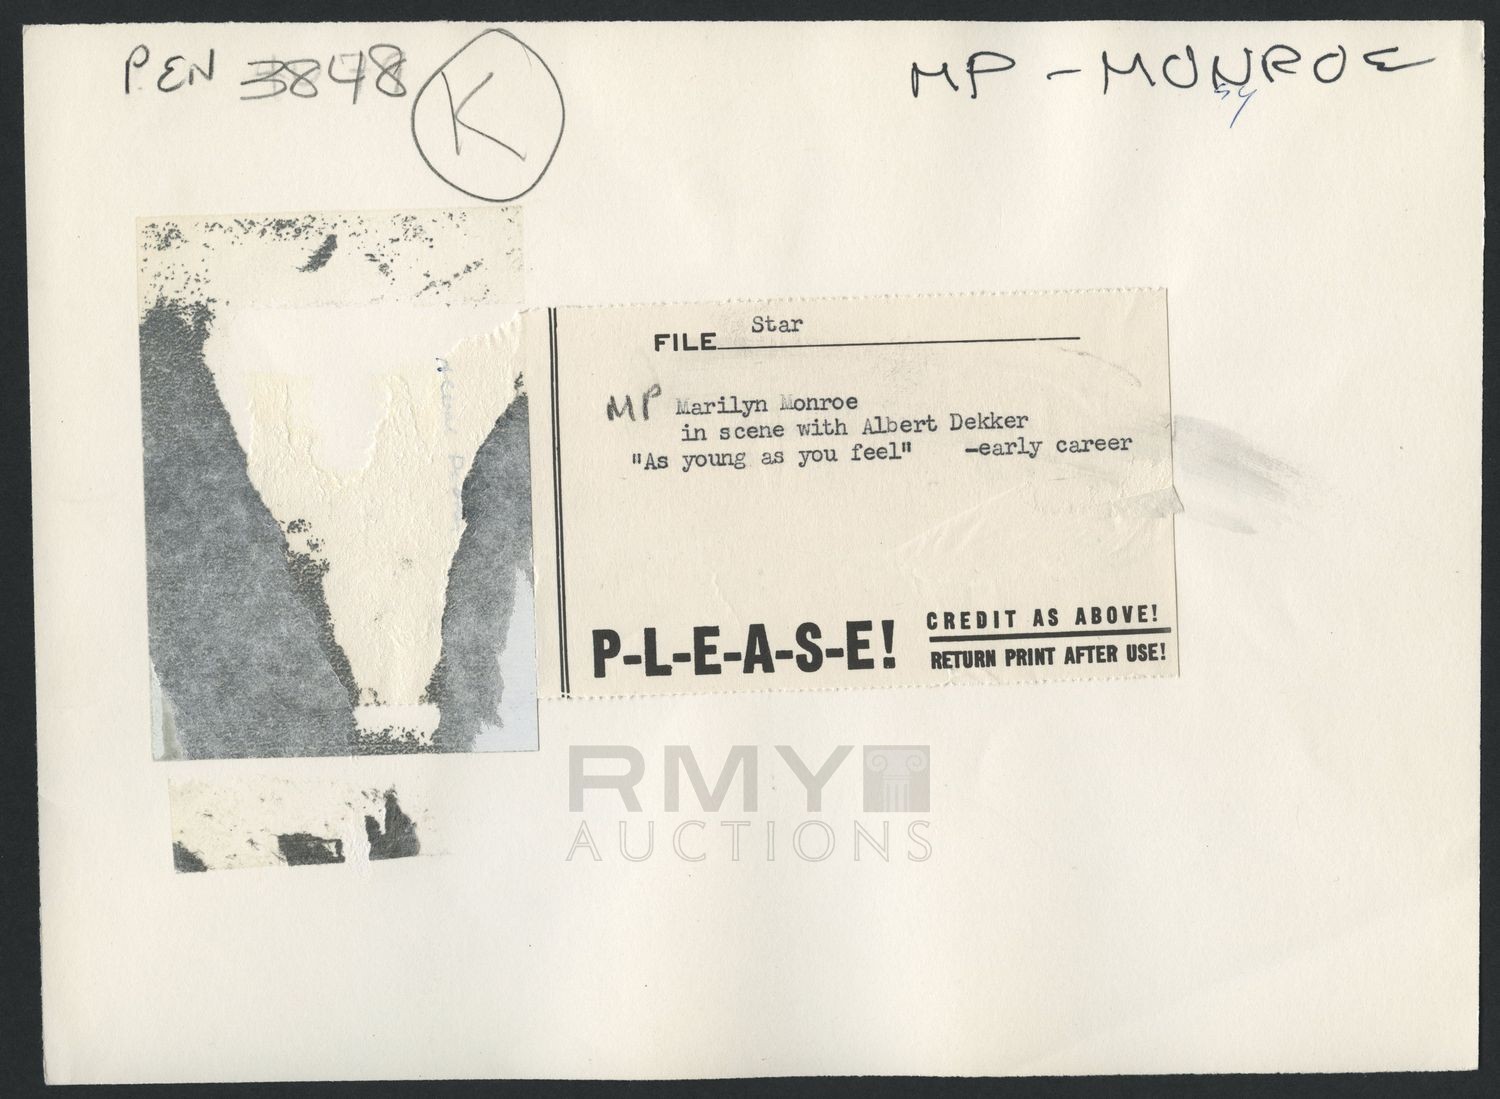 PEN 3848 K
MP - MONROE
FILE Star
MP Marilyn Monroe
in scene with Albert Dekker
"As young as you feel" -early career
P-L-E-A-S-E!
CREDIT AS ABOVE!
RETURN PRINT AFTER USE!
RMY
AUCTIONS